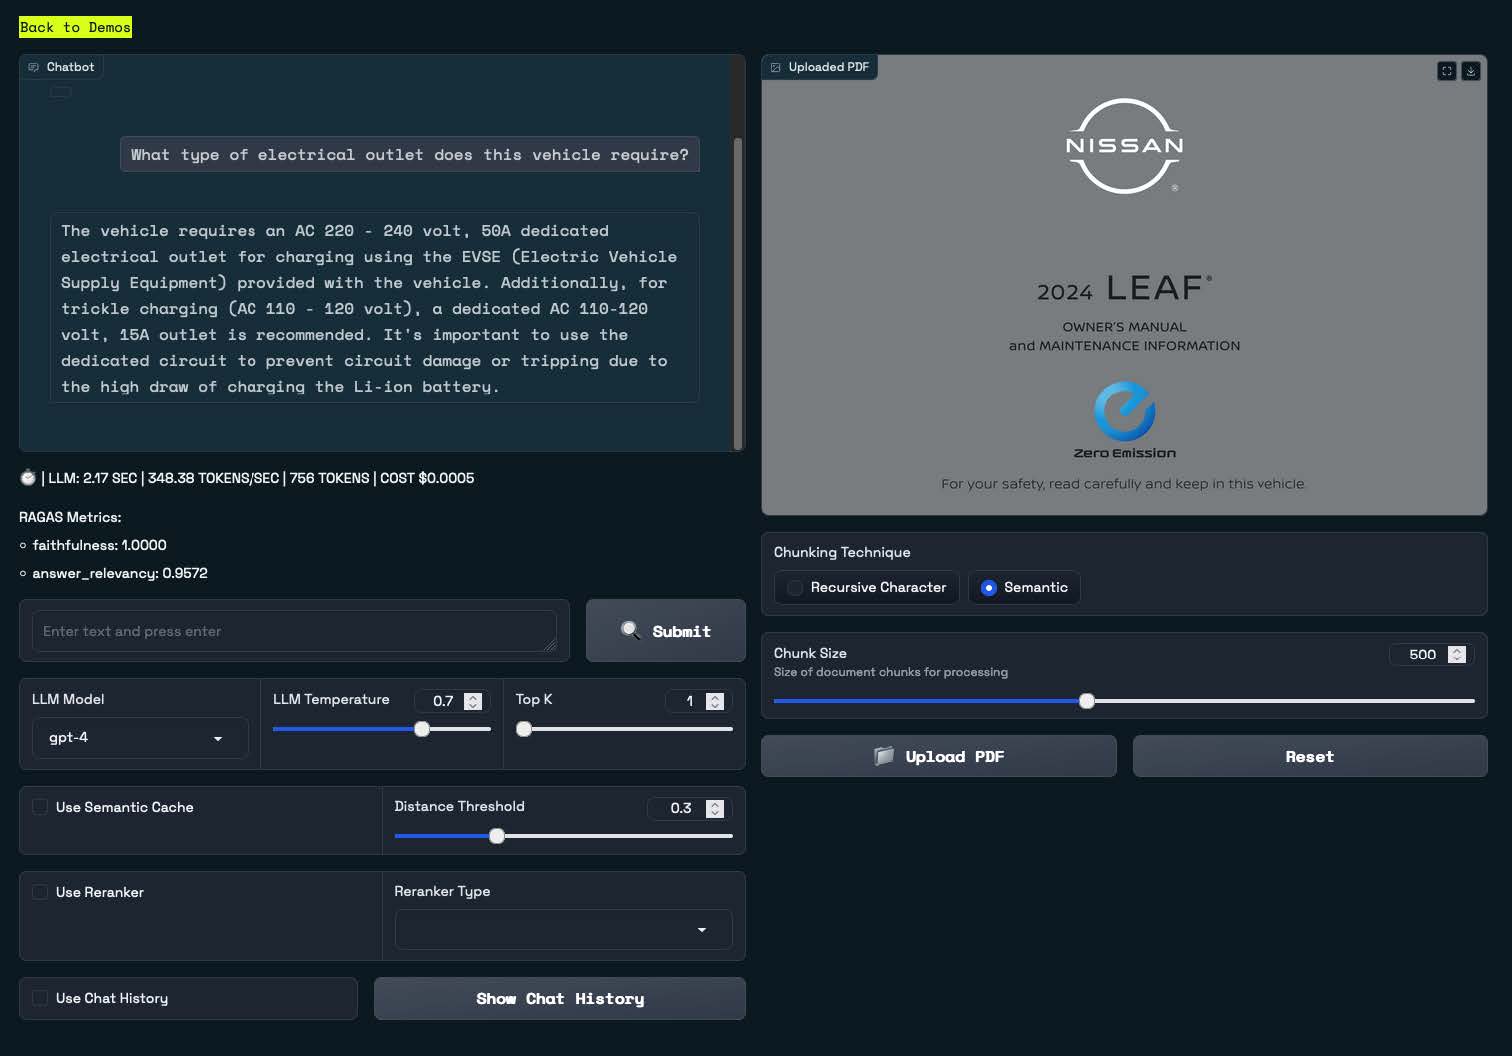 Back to Demos
Chatbot
What type of electrical outlet does this vehicle require?
The vehicle requires an AC 220 - 240 volt, 50A dedicated
electrical outlet for charging using the EVSE (Electric Vehicle
Supply Equipment) provided with the vehicle. Additionally, for
trickle charging (AC 110 - 120 volt), a dedicated AC 110-120
volt, 15A outlet is recommended. It's important to use the
dedicated circuit to prevent circuit damage or tripping due to
the high draw of charging the Li-ion battery.
| LLM: 2.17 SEC | 348.38 TOKENS/SEC | 756 TOKENS | COST $0.0005
RAGAS Metrics:
faithfulness: 1.0000
answer_relevancy: 0.9572
Enter text and press enter
Submit
LLM Model
gpt-4
LLM Temperature
0.7
Top K
1
Use Semantic Cache
Distance Threshold
0.3
Use Reranker
Reranker Type
Use Chat History
Show Chat History
Uploaded PDF
NISSAN
®
2024 LEAF®
OWNER'S MANUAL
and MAINTENANCE INFORMATION
Zero Emission
For your safety, read carefully and keep in this vehicle.
Chunking Technique
Recursive Character
Semantic
Chunk Size
500
Size of document chunks for processing
Upload PDF
Reset